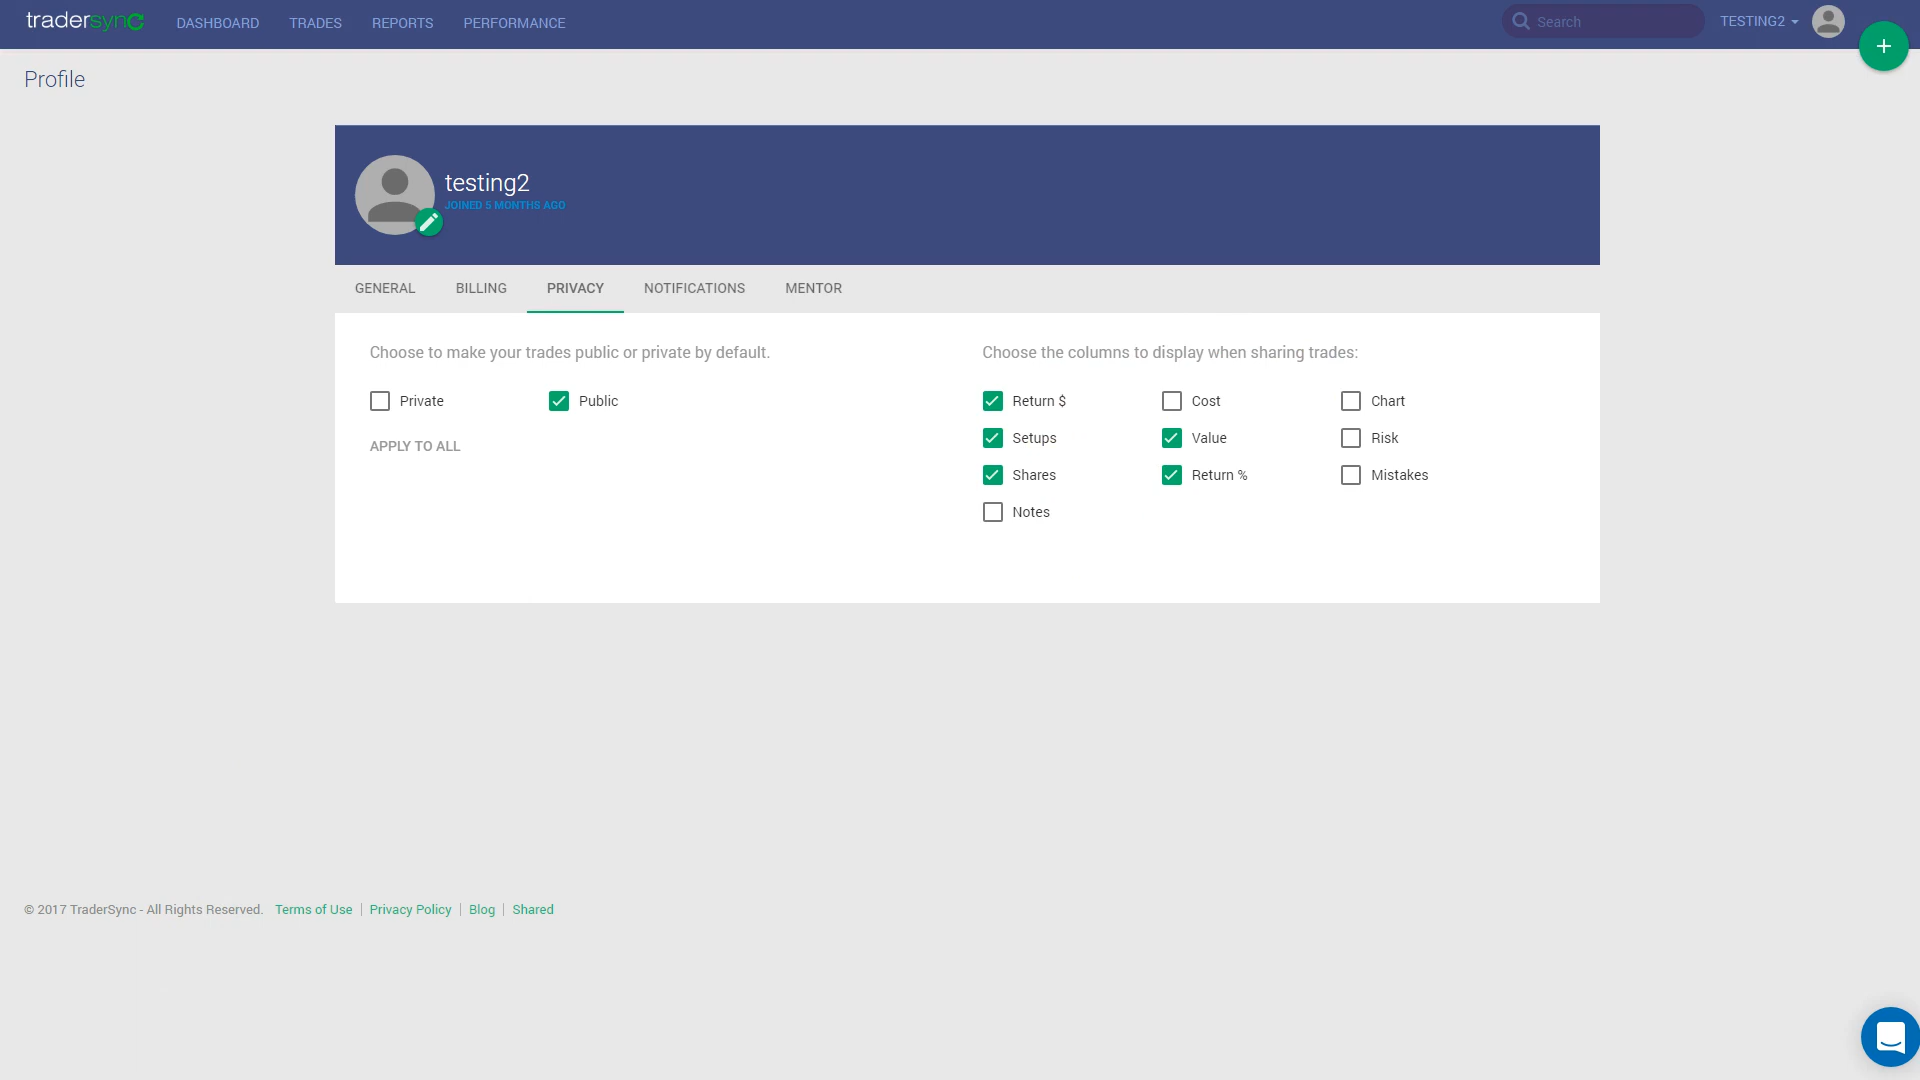 tradersync DASHBOARD TRADES REPORTS PERFORMANCE Search TESTING2
Profile
testing2
JOINED 5 MONTHS AGO
GENERAL BILLING PRIVACY NOTIFICATIONS MENTOR
Choose to make your trades public or private by default.
Private Public
APPLY TO ALL
Choose the columns to display when sharing trades:
Return $ Cost Chart
Setups Value Risk
Shares Return % Mistakes
Notes
© 2017 TraderSync - All Rights Reserved. Terms of Use Privacy Policy Blog Shared